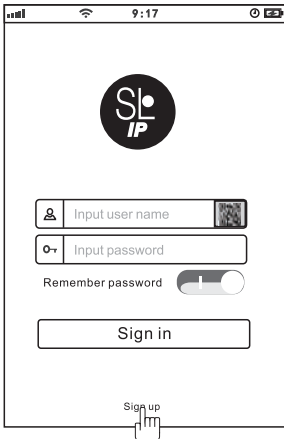 9:17
SL
IP
Input user name
Input password
Remember password
I
Sign in
Sign up